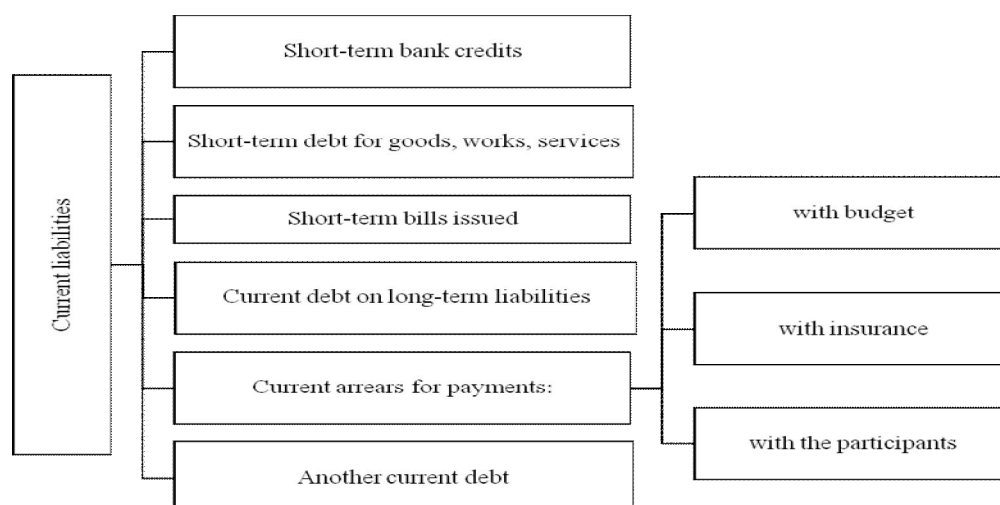 Current liabilities
Short-term bank credits
Short-term debt for goods, works, services
Short-term bills issued
Current debt on long-term liabilities
Current arrears for payments:
with budget
with insurance
with the participants
Another current debt